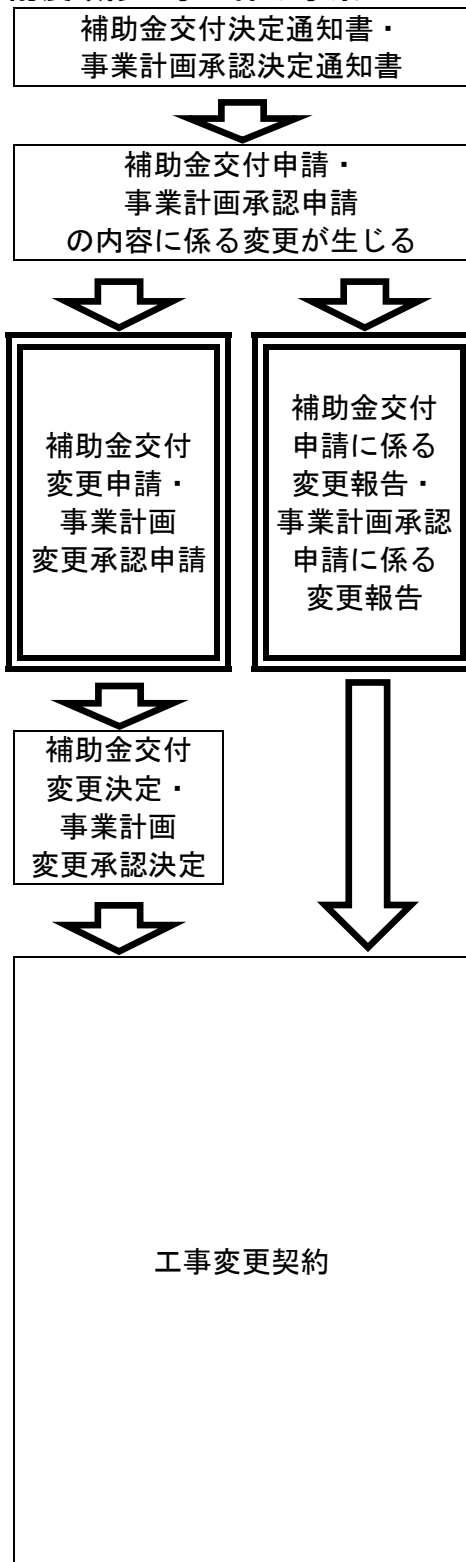 補助金交付決定通知書・
事業計画承認決定通知書
補助金交付申請・
事業計画承認申請
の内容に係る変更が生じる
補助金交付
変更申請・
事業計画
変更承認申請
補助金交付
申請に係る
変更報告・
事業計画承認
申請に係る
変更報告
補助金交付
変更決定・
事業計画
変更承認決定
工事変更契約